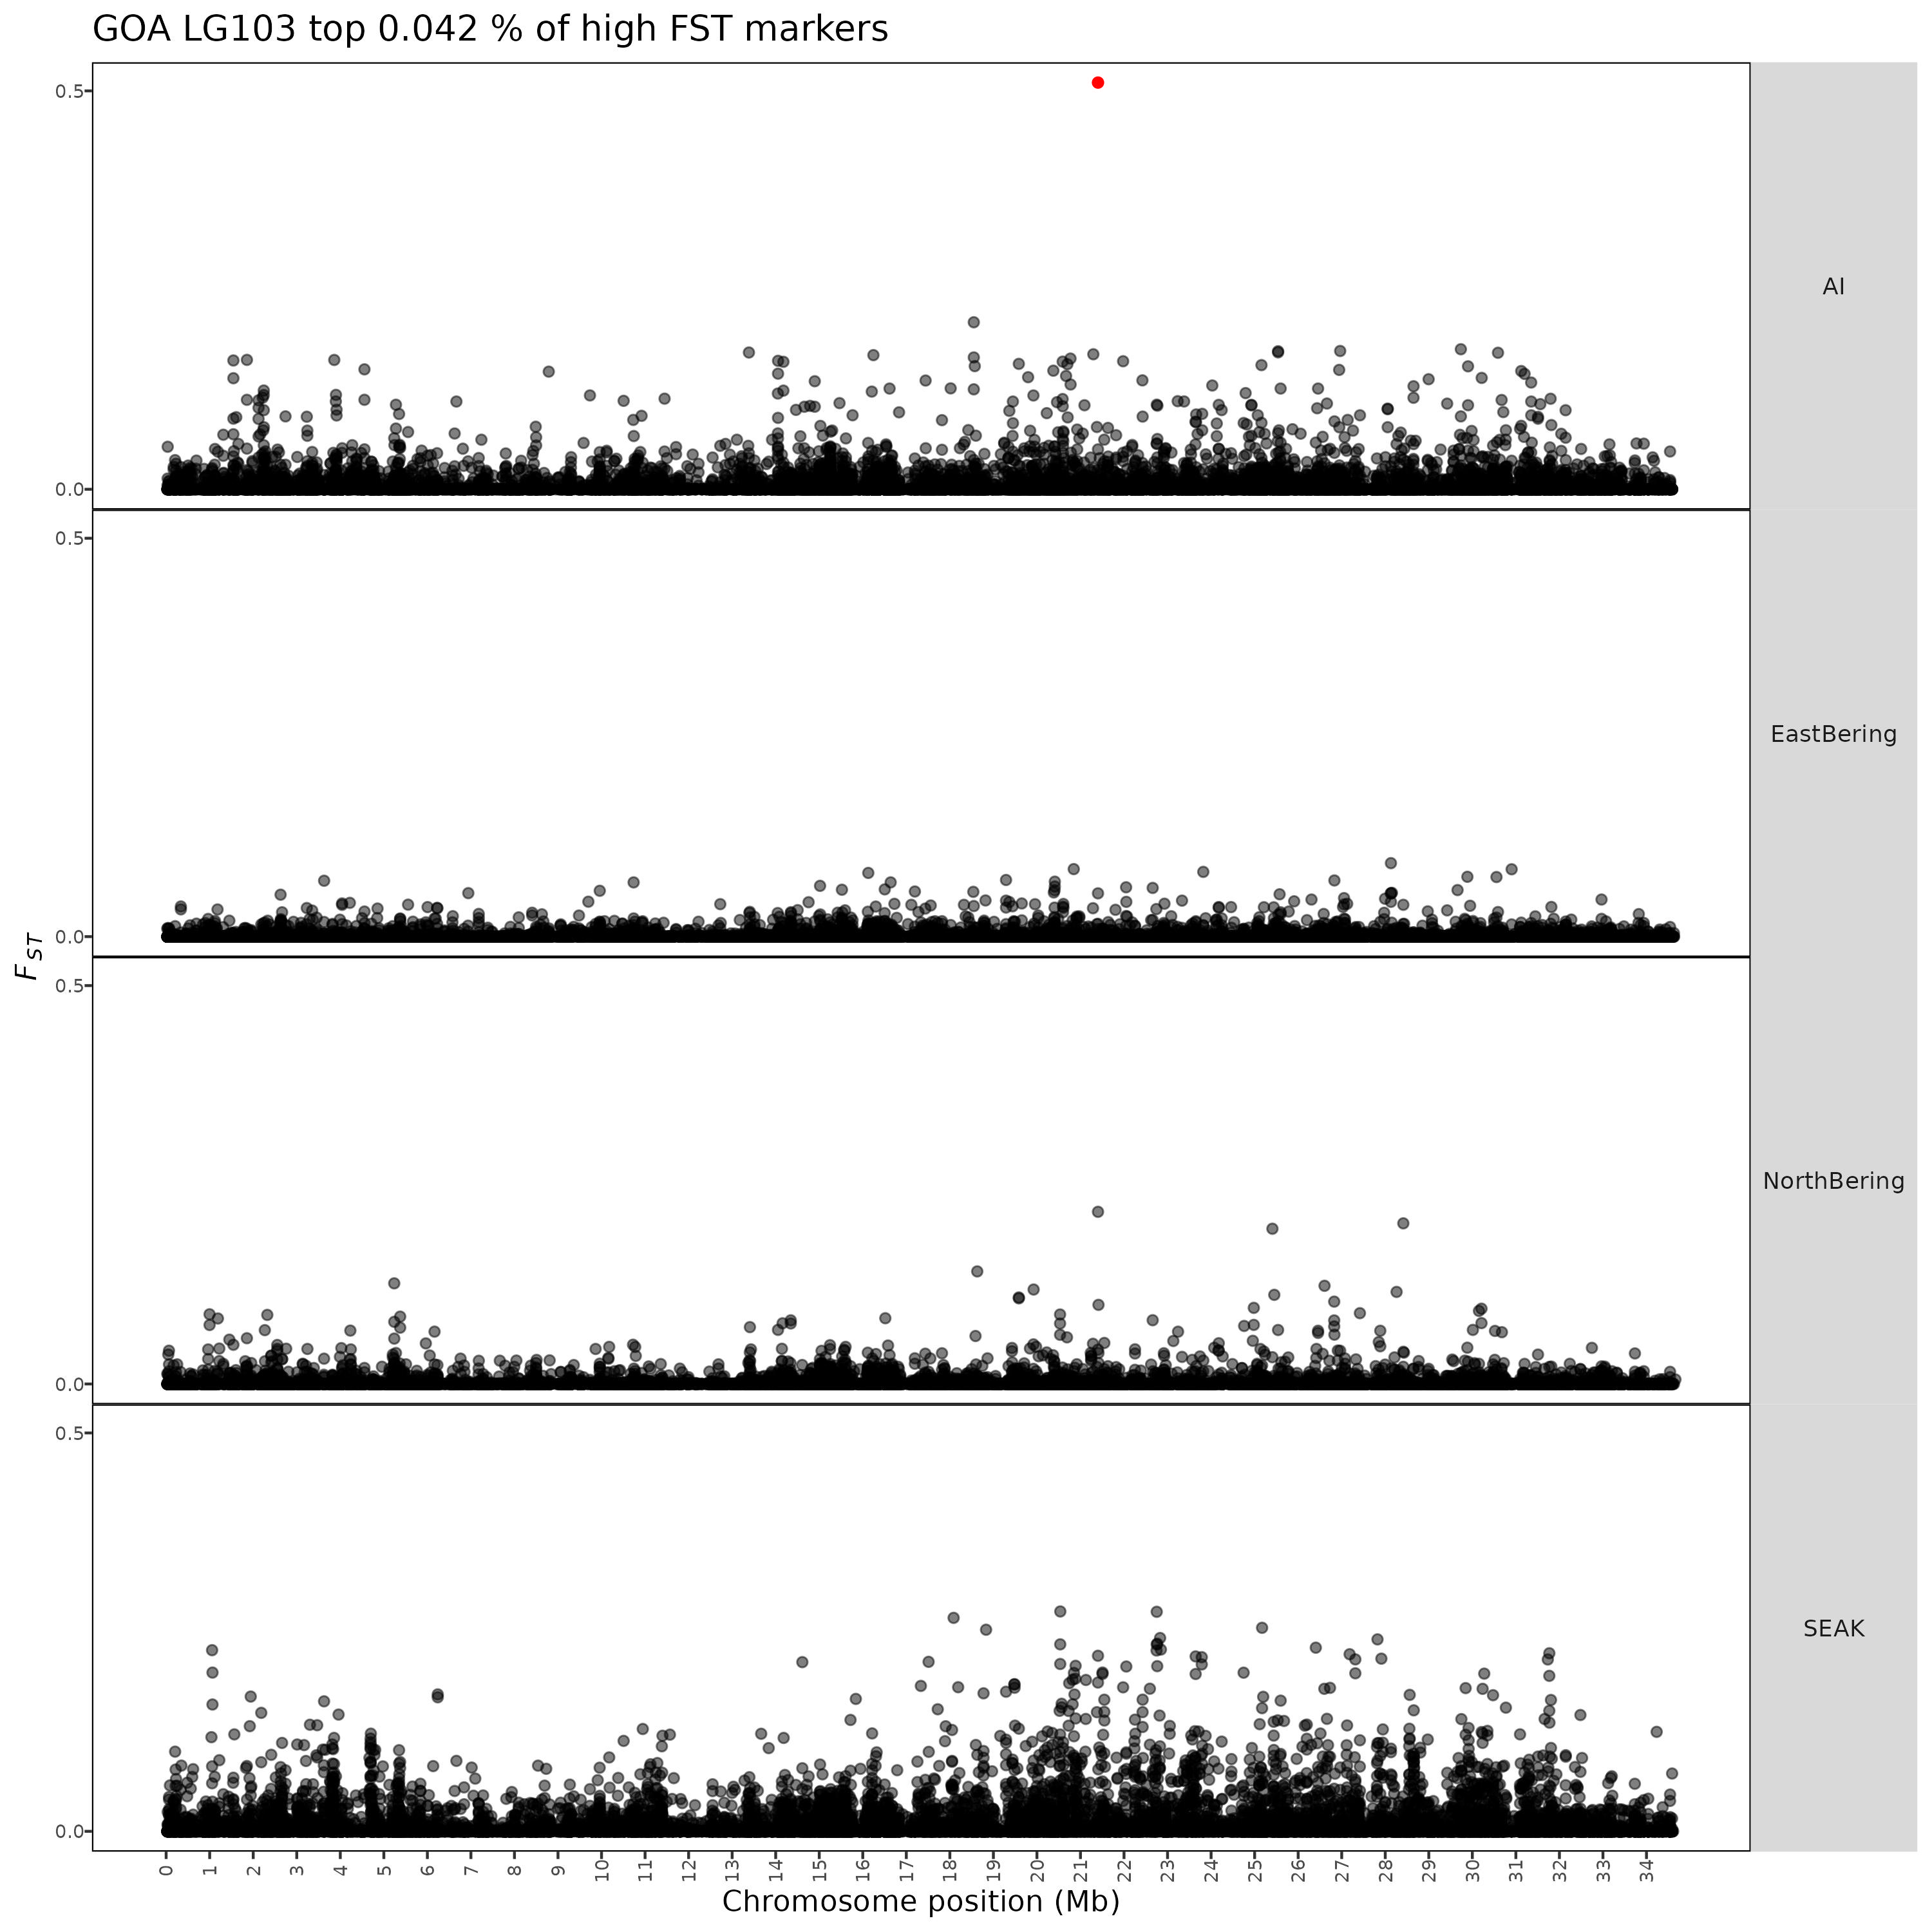 GOA LG103 top 0.042 % of high FST markers
0.5
0.0
AI
0.5
0.0
EastBering
0.5
0.0
NorthBering
0.5
0.0
SEAK
F ST
0 1 2 3 4 5 6 7 8 9 10 11 12 13 14 15 16 17 18 19 20 21 22 23 24 25 26 27 28 29 30 31 32 33 34
Chromosome position (Mb)